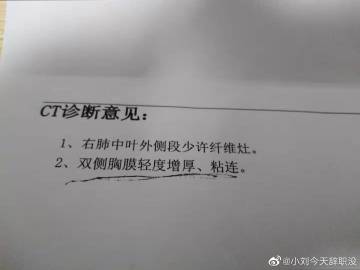 CT诊断意见：
1、右肺中叶外侧段少许纤维灶。
2、双侧胸膜轻度增厚、粘连。
@小刘今天辞职没